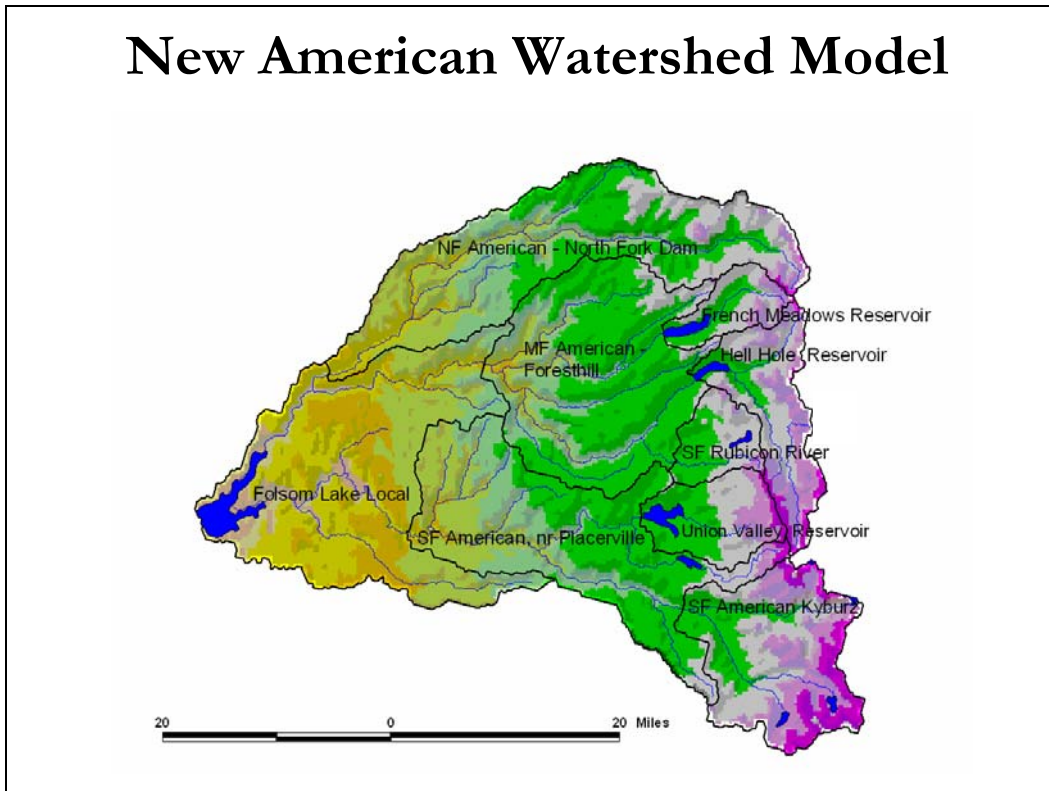 New American Watershed Model
NF American - North Fork Dam
French Meadows Reservoir
MF American -
Foresthill
Hell Hole Reservoir
SF Rubicon River
Folsom Lake Local
SF American, nr Placerville
Union Valley Reservoir
SF American Kyburz
20 0 20 Miles